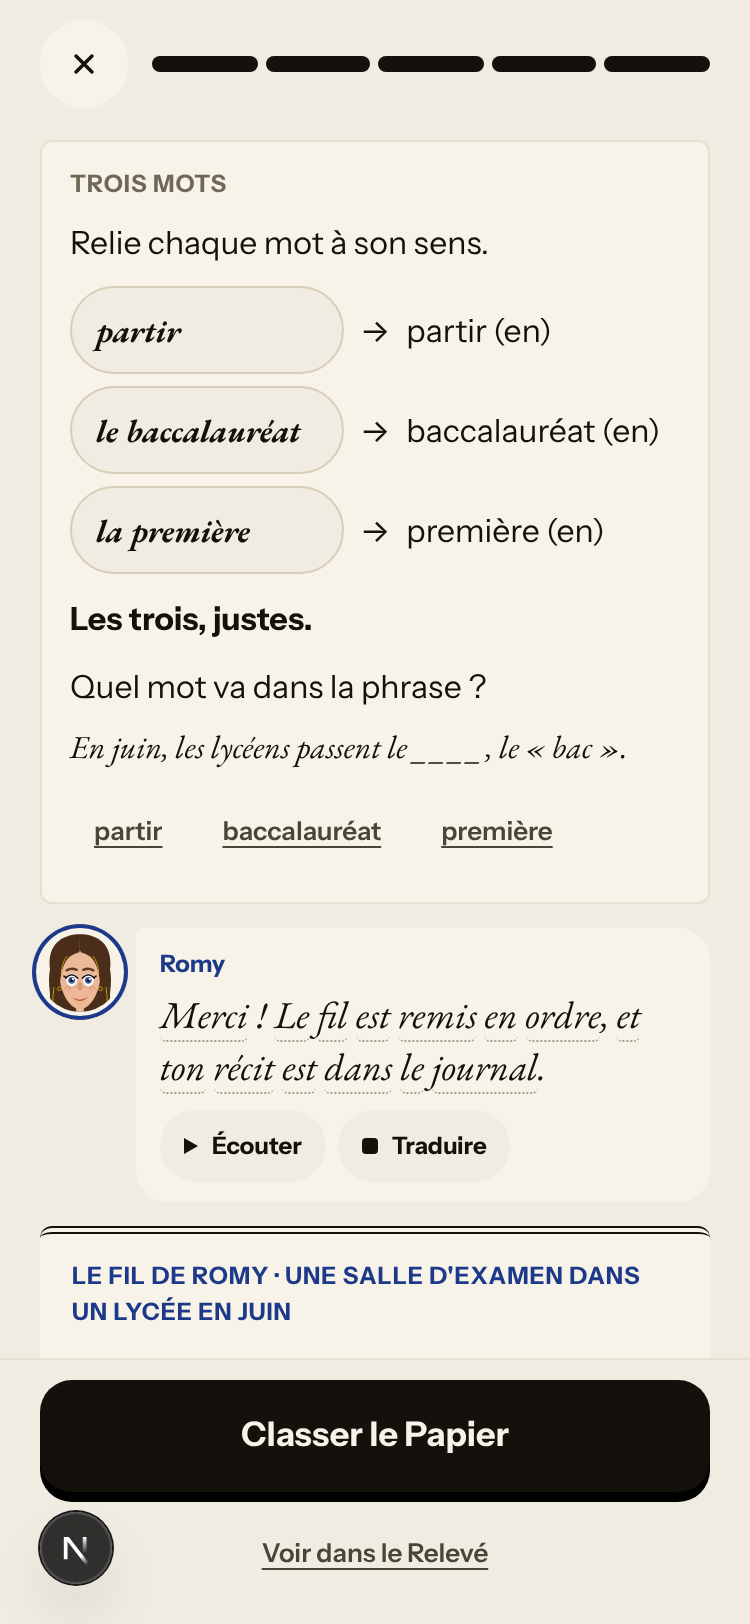 TROIS MOTS
Relie chaque mot à son sens.
partir → partir (en)
le baccalauréat → baccalauréat (en)
la première → première (en)
Les trois, justes.
Quel mot va dans la phrase ?
En juin, les lycéens passent le ____, le « bac ».
partir baccalauréat première
Romy
Merci ! Le fil est remis en ordre, et
ton récit est dans le journal.
Écouter Traduire
LE FIL DE ROMY · UNE SALLE D'EXAMEN DANS
UN LYCÉE EN JUIN
Classer le Papier
N
Voir dans le Relevé